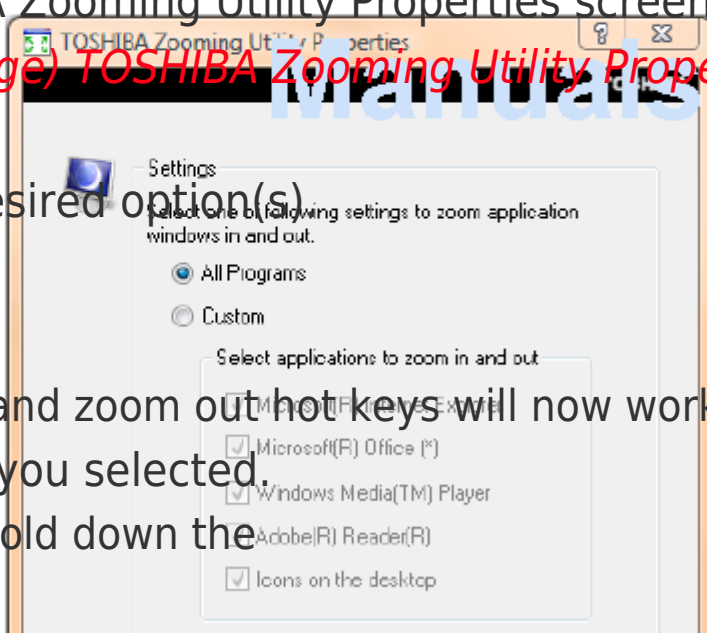 A Zooming Utility Properties screen
TOSHIBA Zooming Utility Properties
ge) TOSHIBA Zooming Utility Prope
Manuals
Settings
esired option(s).
Select one of following settings to zoom application
windows in and out.
All Programs
Custom
Select applications to zoom in and out
and zoom out hot keys will now work
Microsoft(R) Internet Explorer
Microsoft(R) Office (*)
you selected.
Windows Media(TM) Player
old down the
Adobe(R) Reader(R)
Icons on the desktop